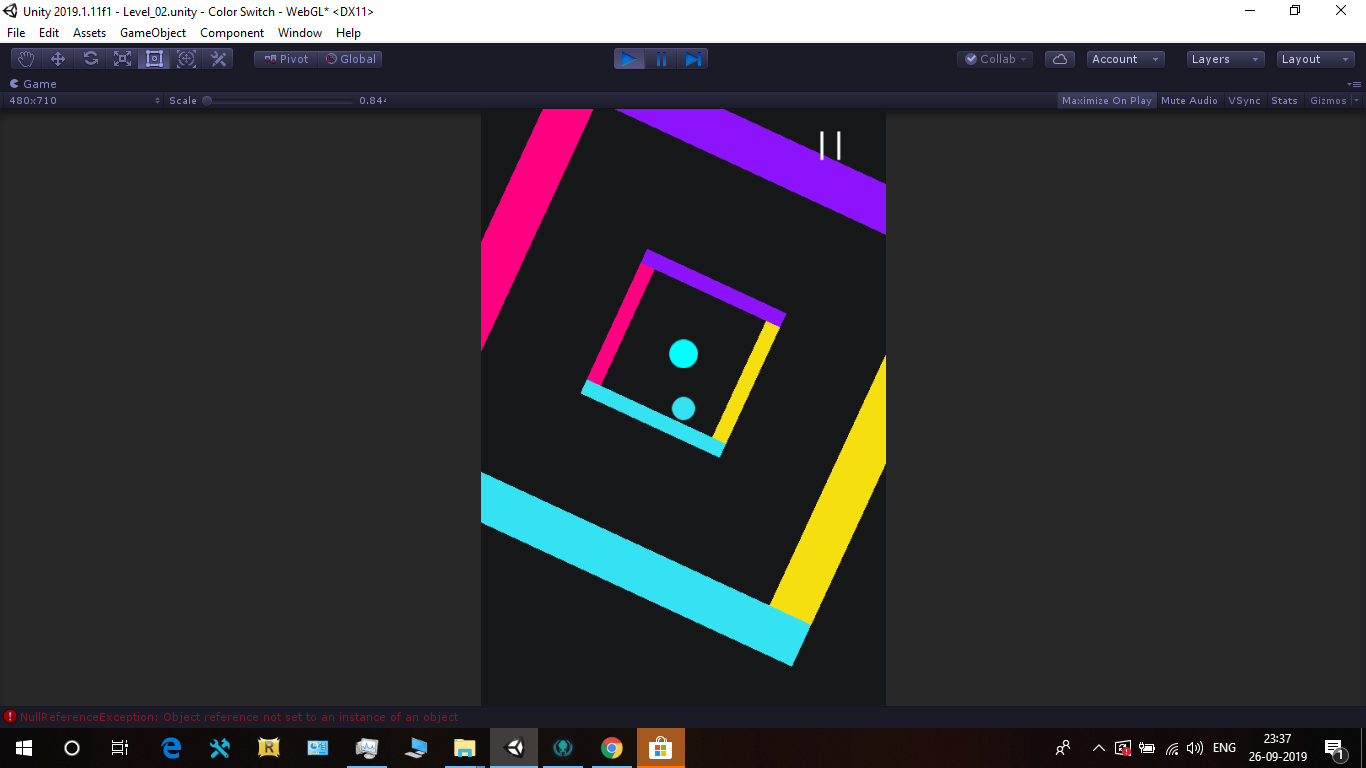 Unity 2019.1.11f1 - Level_02.unity - Color Switch - WebGL* <DX11>
File Edit Assets GameObject Component Window Help
Pivot Global Collab Account Layers Layout
Game
480x710 Scale 0.844 Maximize On Play Mute Audio VSync Stats Gizmos
NullReferenceException: Object reference not set to an instance of an object
ENG 23:37
26-09-2019 1